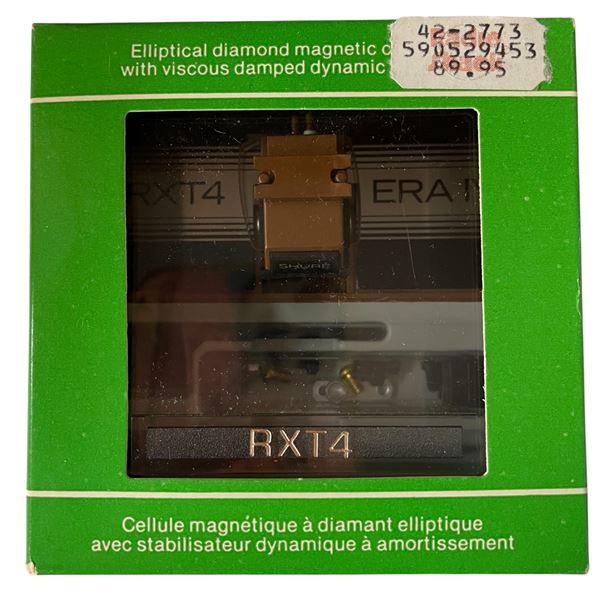 42-2773
590529453
89.95
Elliptical diamond magnetic
with viscous damped dynamic
RXT4
ERA
SHURE
RXT4
Cellule magnétique à diamant elliptique
avec stabilisateur dynamique à amortissement